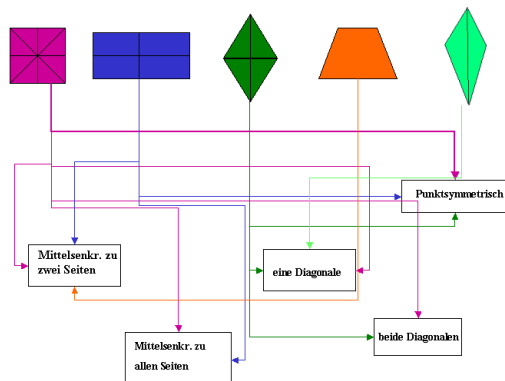 Punktsymmetrisch
Mittelsenkr. zu
zwei Seiten
eine Diagonale
Mittelsenkr. zu
allen Seiten
beide Diagonalen